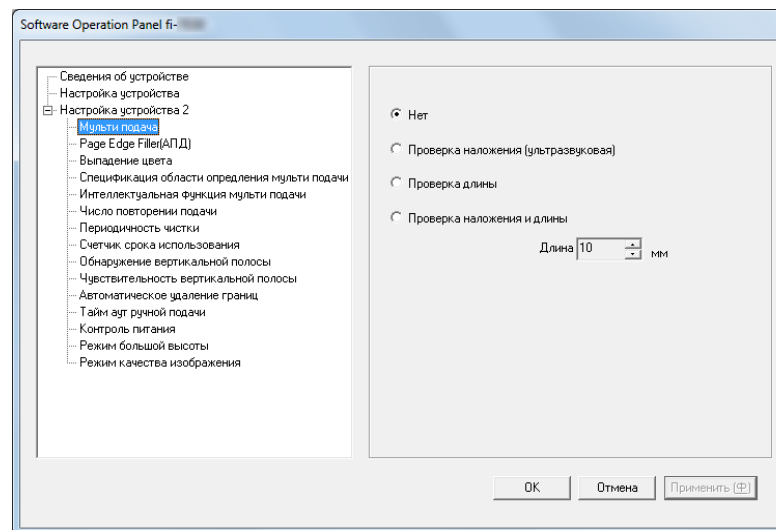 Software Operation Panel fi-
Сведения об устройстве
Настройка устройства
Настройка устройства 2
Мульти подача
Page Edge Filler(АПД)
Выпадение цвета
Спецификация области опредления мульти подачи
Интеллектуальная функция мульти подачи
Число повторении подачи
Периодичность чистки
Счетчик срока использования
Обнаружение вертикальной полосы
Чувствительность вертикальной полосы
Автоматическое удаление границ
Тайм аут ручной подачи
Контроль питания
Режим большой высоты
Режим качества изображения
Нет
Проверка наложения (ультразвуковая)
Проверка длины
Проверка наложения и длины
Длина 10 мм
OK Отмена Применить (Ф)